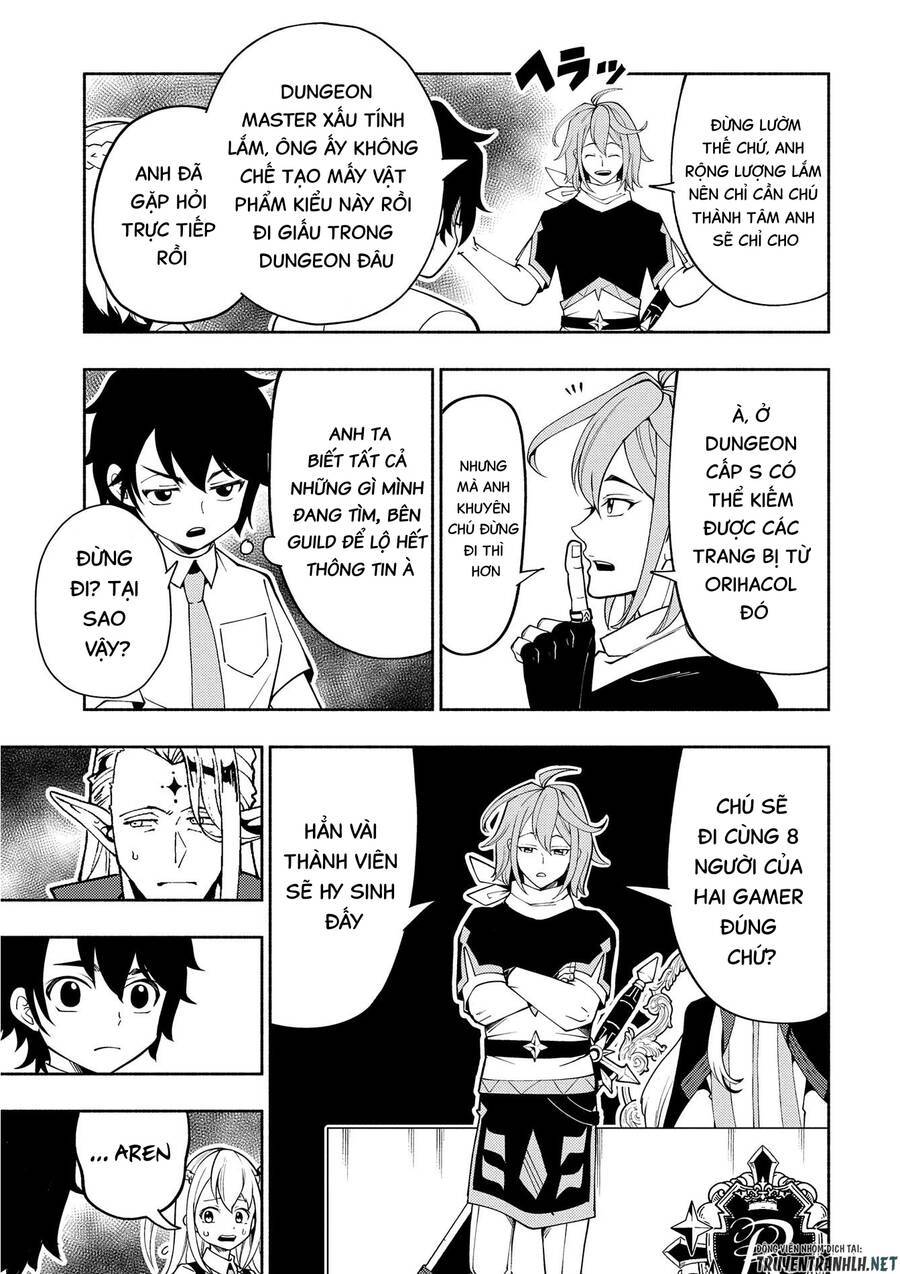 ヘラッ
ĐỪNG LƯỜM
THẾ CHỨ, ANH
RỘNG LƯỢNG LẮM
NÊN CHỈ CẦN CHÚ
THÀNH TÂM ANH
SẼ CHỈ CHO
DUNGEON
MASTER XẤU TÍNH
LẮM, ÔNG ẤY KHÔNG
CHẾ TẠO MẤY VẬT
PHẨM KIỂU NÀY RỒI
ĐI GIẤU TRONG
DUNGEON ĐÂU
ANH ĐÃ
GẶP HỎI
TRỰC TIẾP
RỒI
À, Ở
DUNGEON
CẤP S CÓ
THỂ KIẾM
ĐƯỢC CÁC
TRANG BỊ TỪ
ORIHACOL
ĐÓ
NHƯNG
MÀ ANH
KHUYÊN
CHÚ ĐỪNG
ĐI THÌ
HƠN
ANH TA
BIẾT TẤT CẢ
NHỮNG GÌ MÌNH
ĐANG TÌM, BÊN
GUILD ĐỂ LỘ HẾT
THÔNG TIN À
ĐỪNG
ĐI? TẠI
SAO
VẬY?
CHÚ SẼ
ĐI CÙNG 8
NGƯỜI CỦA
HAI GAMER
ĐÚNG
CHỨ?
HẲN VÀI
THÀNH VIÊN
SẼ HY SINH
ĐẤY
... AREN
ĐỘNG VIÊN NHÓM DỊCH TẠI:
TRUYENTRANHLH.NET